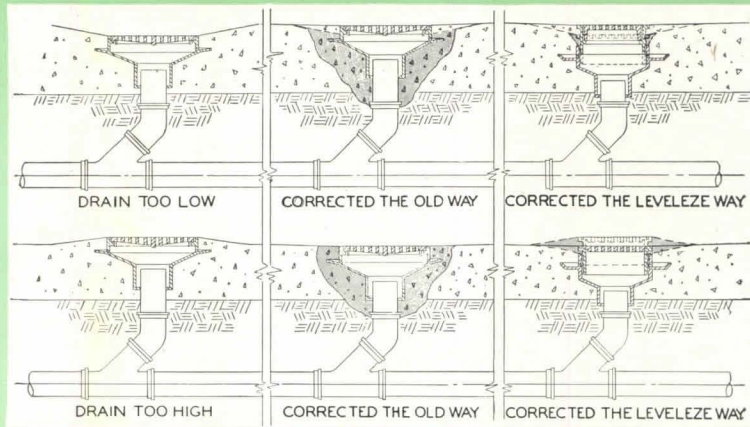 DRAIN TOO LOW
CORRECTED THE OLD WAY
CORRECTED THE LEVELEZE WAY
DRAIN TOO HIGH
CORRECTED THE OLD WAY
CORRECTED THE LEVELEZE WAY